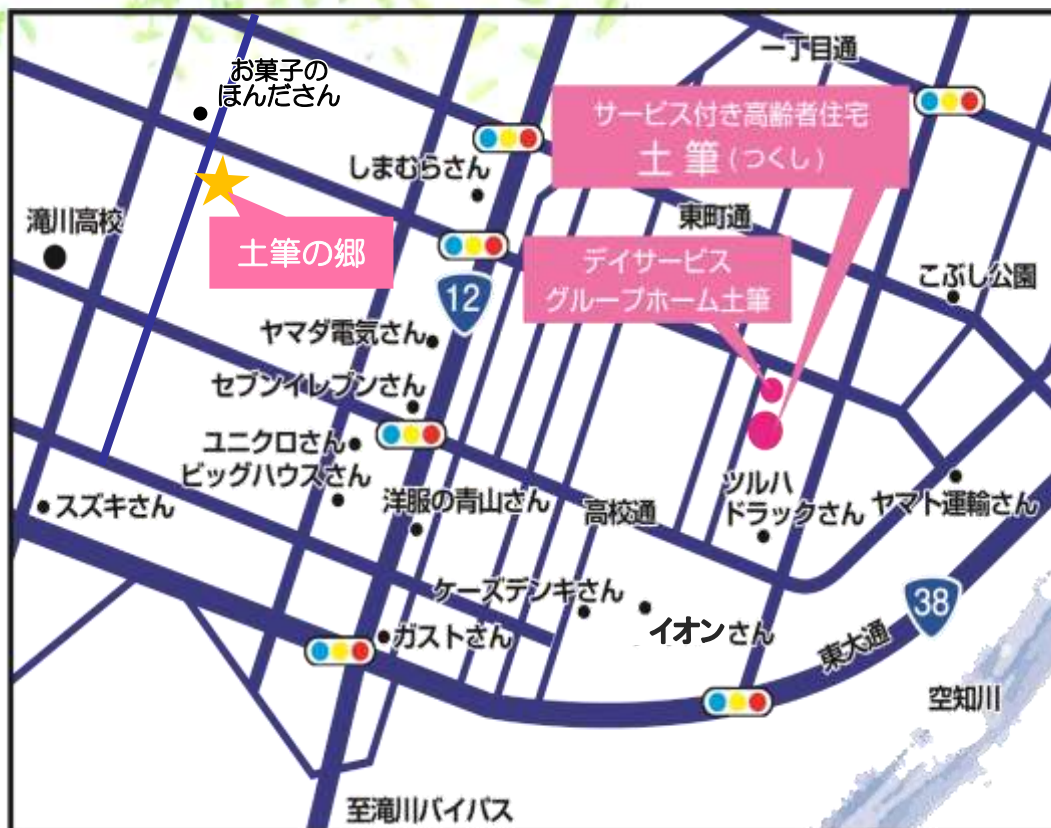 一丁目通
お菓子の
ほんださん
サービス付き高齢者住宅
土筆(つくし)
しまむらさん
東町通
滝川高校
土筆の郷
デイサービス
グループホーム土筆
こぶし公園
12
ヤマダ電気さん
セブンイレブンさん
ユニクロさん
ビッグハウスさん
スズキさん
洋服の青山さん
高校通
ツルハ
ドラックさん
ヤマト運輸さん
ケーズデンキさん
イオンさん
38
ガストさん
東大通
空知川
至滝川バイパス